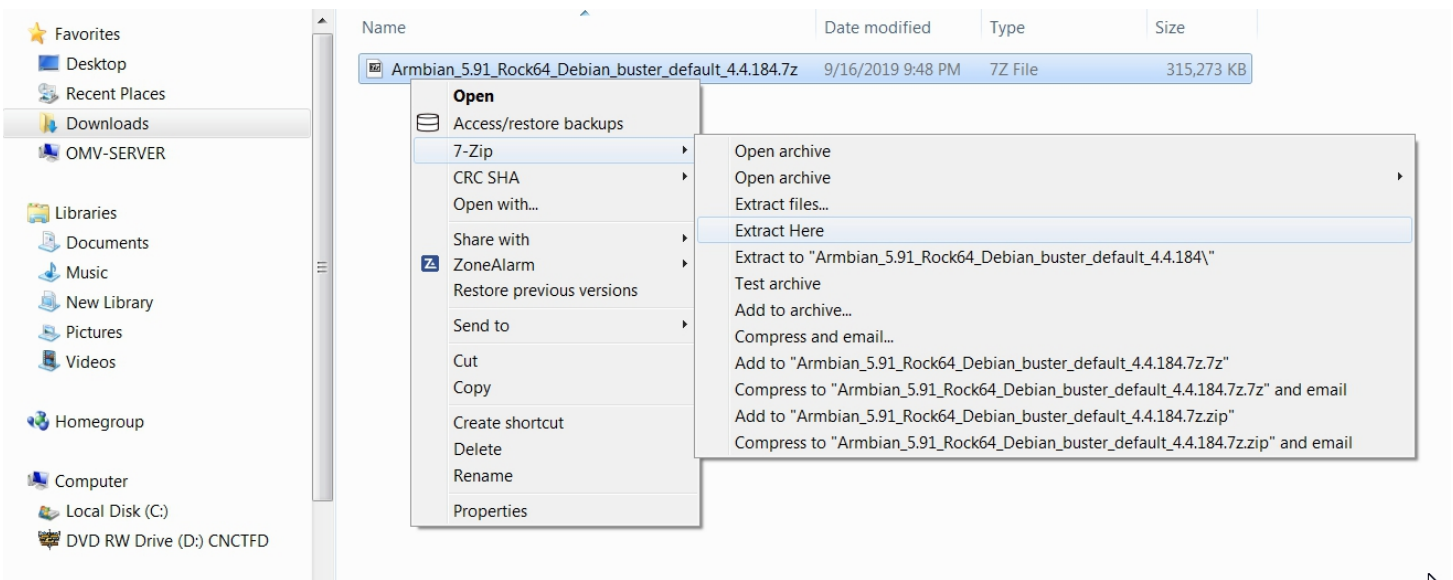 Favorites
Desktop
Recent Places
Downloads
OMV-SERVER
Libraries
Documents
Music
New Library
Pictures
Videos
Homegroup
Computer
Local Disk (C:)
DVD RW Drive (D:) CNCTFD
Name Date modified Type Size
Armbian_5.91_Rock64_Debian_buster_default_4.4.184.7z 9/16/2019 9:48 PM 7Z File 315,273 KB
Open
Access/restore backups
7-Zip
CRC SHA
Open with...
Share with
ZoneAlarm
Restore previous versions
Send to
Cut
Copy
Create shortcut
Delete
Rename
Properties
Open archive
Open archive
Extract files...
Extract Here
Extract to "Armbian_5.91_Rock64_Debian_buster_default_4.4.184\"
Test archive
Add to archive...
Compress and email...
Add to "Armbian_5.91_Rock64_Debian_buster_default_4.4.184.7z.7z"
Compress to "Armbian_5.91_Rock64_Debian_buster_default_4.4.184.7z.7z" and email
Add to "Armbian_5.91_Rock64_Debian_buster_default_4.4.184.7z.zip"
Compress to "Armbian_5.91_Rock64_Debian_buster_default_4.4.184.7z.zip" and email